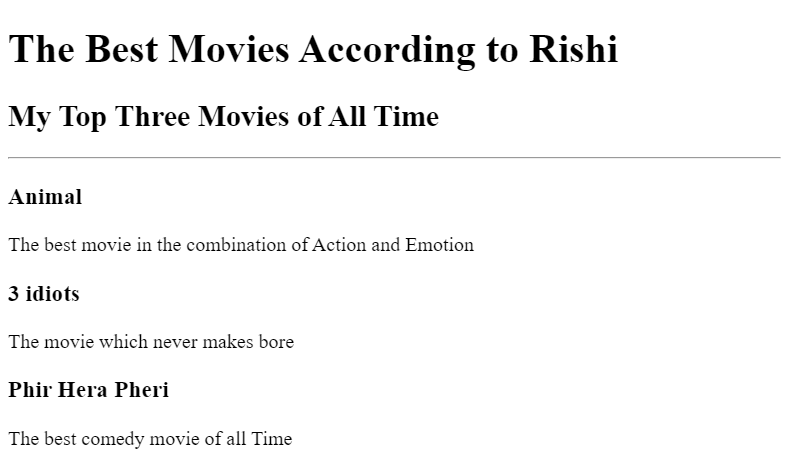 The Best Movies According to Rishi
My Top Three Movies of All Time
Animal
The best movie in the combination of Action and Emotion
3 idiots
The movie which never makes bore
Phir Hera Pheri
The best comedy movie of all Time